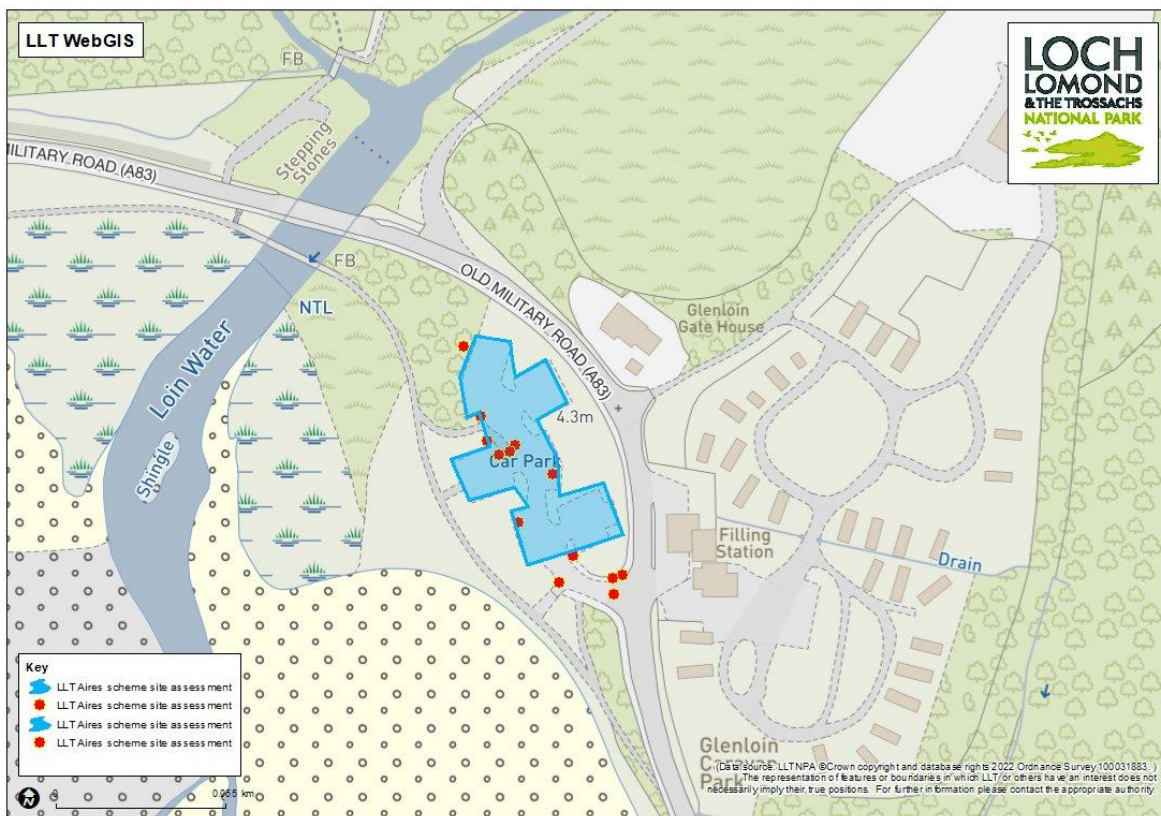 LLT WebGIS
LOCH
LOMOND
& THE TROSSACHS
NATIONAL PARK
FB
Stepping
Stones
MILITARY ROAD (A83)
FB
NTL
OLD MILITARY ROAD (A83)
Glenloin
Gate House
Loin Water
Shingle
4.3m
Car Park
Filling
Station
Drain
Key
LLT Aires scheme site assessment
LLT Aires scheme site assessment
LLT Aires scheme site assessment
LLT Aires scheme site assessment
Glenloin
Caravan
Park
0 0.055 km
(Data source: LLTNPA ©Crown copyright and database rights 2022 Ordnance Survey 100031883. )
The representation of features or boundaries in which LLT or others have an interest does not
necessarily imply their true positions. For further information please contact the appropriate authority.